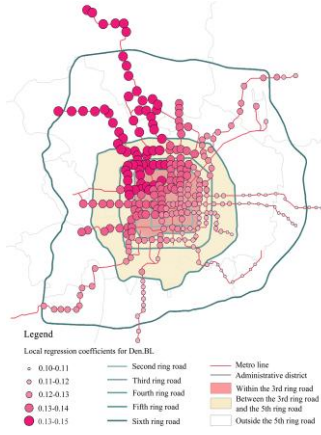 Legend
Local regression coefficients for Den.BL
0.10-0.11
0.11-0.12
0.12-0.13
0.13-0.14
0.13-0.15
Second ring road
Third ring road
Fourth ring road
Fifth ring road
Sixth ring road
Metro line
Administrative district
Within the 3rd ring road
Between the 3rd ring road
and the 5th ring road
Outside the 5th ring road